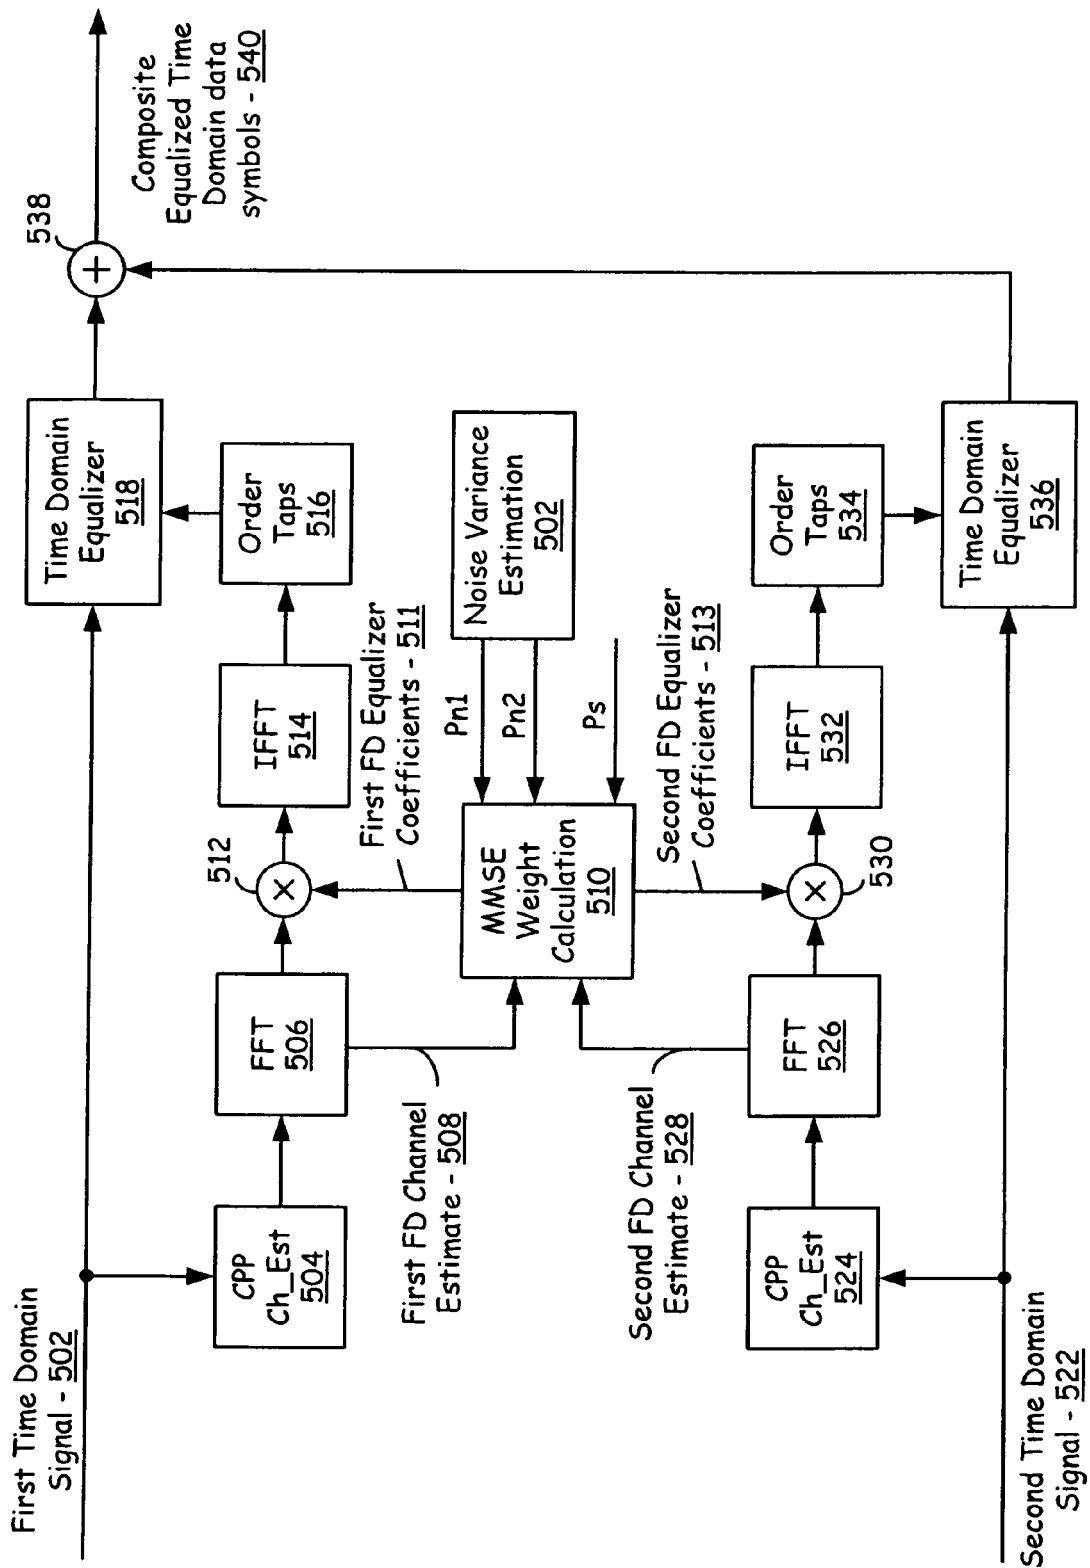 First Time Domain
Signal - 502
CPP
Ch_Est
504
FFT
506
First FD Channel
Estimate - 508
512
IFFT
514
Order
Taps
516
Time Domain
Equalizer
518
538
+
Composite
Equalized Time
Domain data
symbols - 540
×
First FD Equalizer
Coefficients - 511
MMSE
Weight
Calculation
510
Pn1
Pn2
Ps
Noise Variance
Estimation
502
Second FD Equalizer
Coefficients - 513
Second FD Channel
Estimate - 528
CPP
Ch_Est
524
FFT
526
×
530
IFFT
532
Order
Taps
534
Time Domain
Equalizer
536
Second Time Domain
Signal - 522